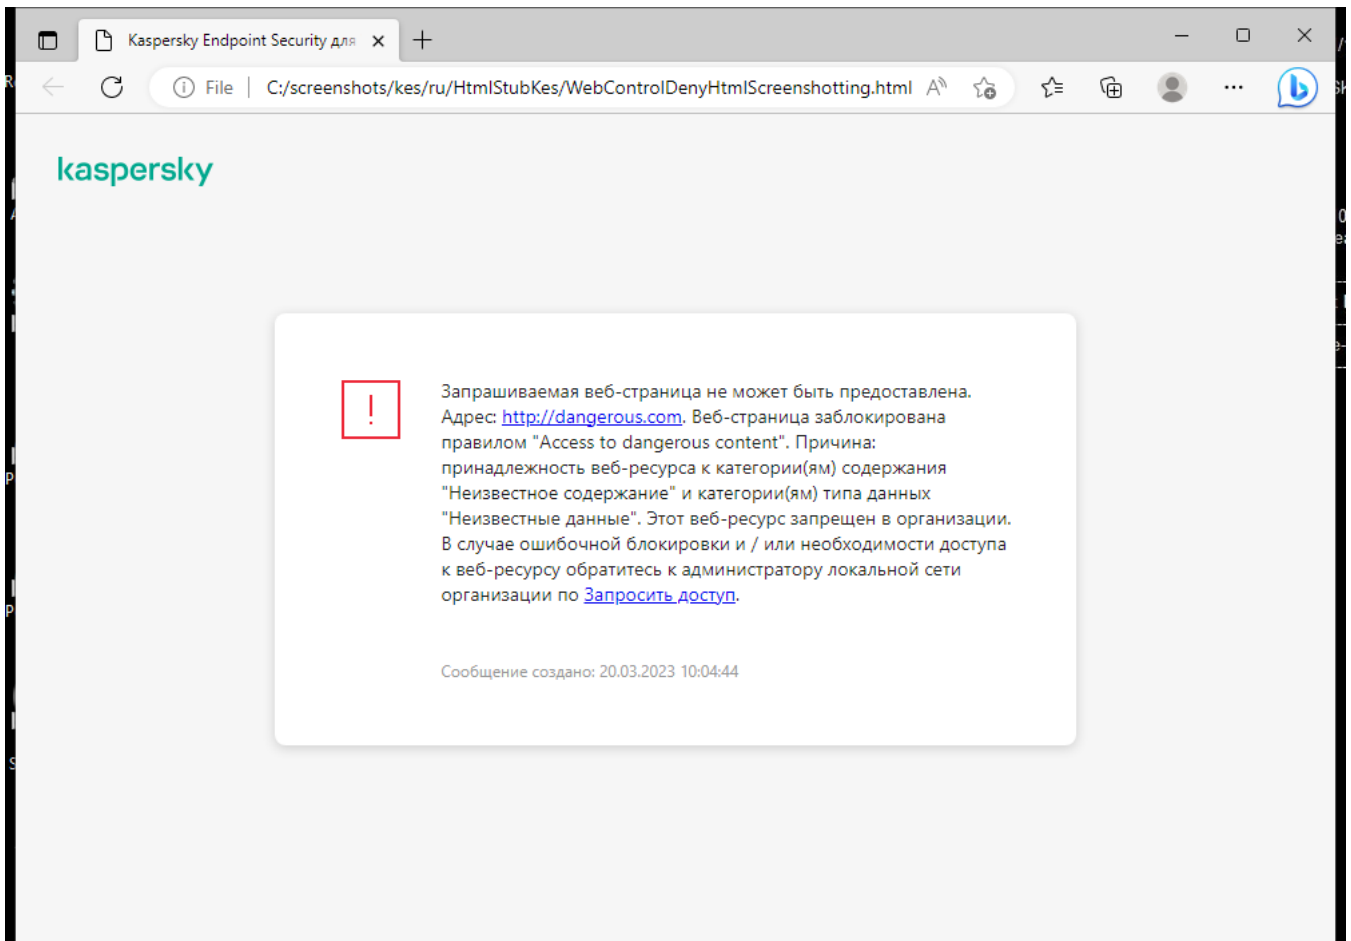 Kaspersky Endpoint Security для
File
C:/screenshots/kes/ru/HtmlStubKes/WebControlDenyHtmlScreenshotting.html
kaspersky
Запрашиваемая веб-страница не может быть предоставлена.
Адрес: http://dangerous.com. Веб-страница заблокирована
правилом "Access to dangerous content". Причина:
принадлежность веб-ресурса к категории(ям) содержания
"Неизвестное содержание" и категории(ям) типа данных
"Неизвестные данные". Этот веб-ресурс запрещен в организации.
В случае ошибочной блокировки и / или необходимости доступа
к веб-ресурсу обратитесь к администратору локальной сети
организации по Запросить доступ.
Сообщение создано: 20.03.2023 10:04:44